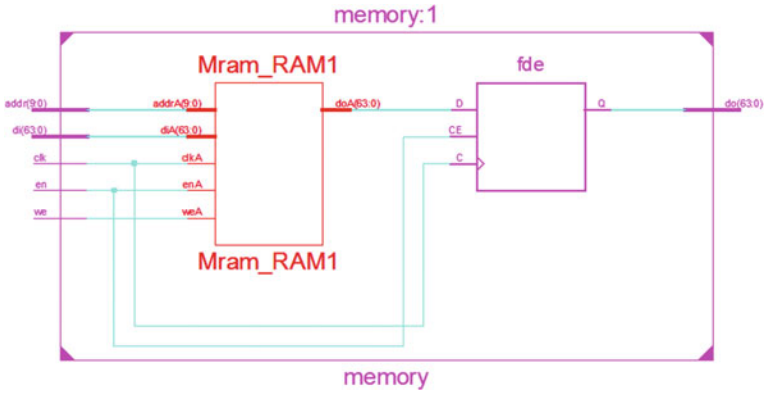 memory:1
Mram_RAM1
fde
addr(9:0)
addrA(9:0)
doA(63:0)
D
Q
do(63:0)
di(63:0)
diA(63:0)
CE
clk
clkA
C
en
enA
we
weA
Mram_RAM1
memory